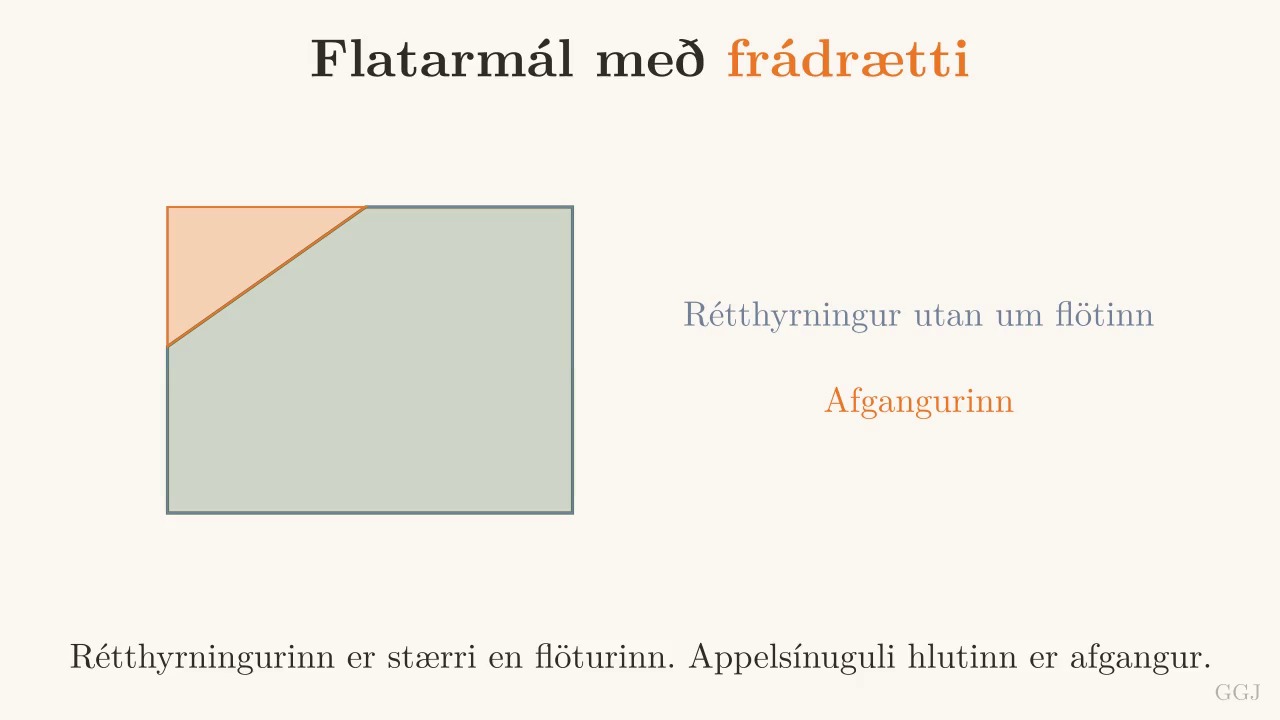 Flatarmál með frádrætti
Rétthyrningur utan um flötinn
Afgangurinn
Rétthyrningurinn er stærri en flöturinn. Appelsínuguli hlutinn er afgangur.
GGJ